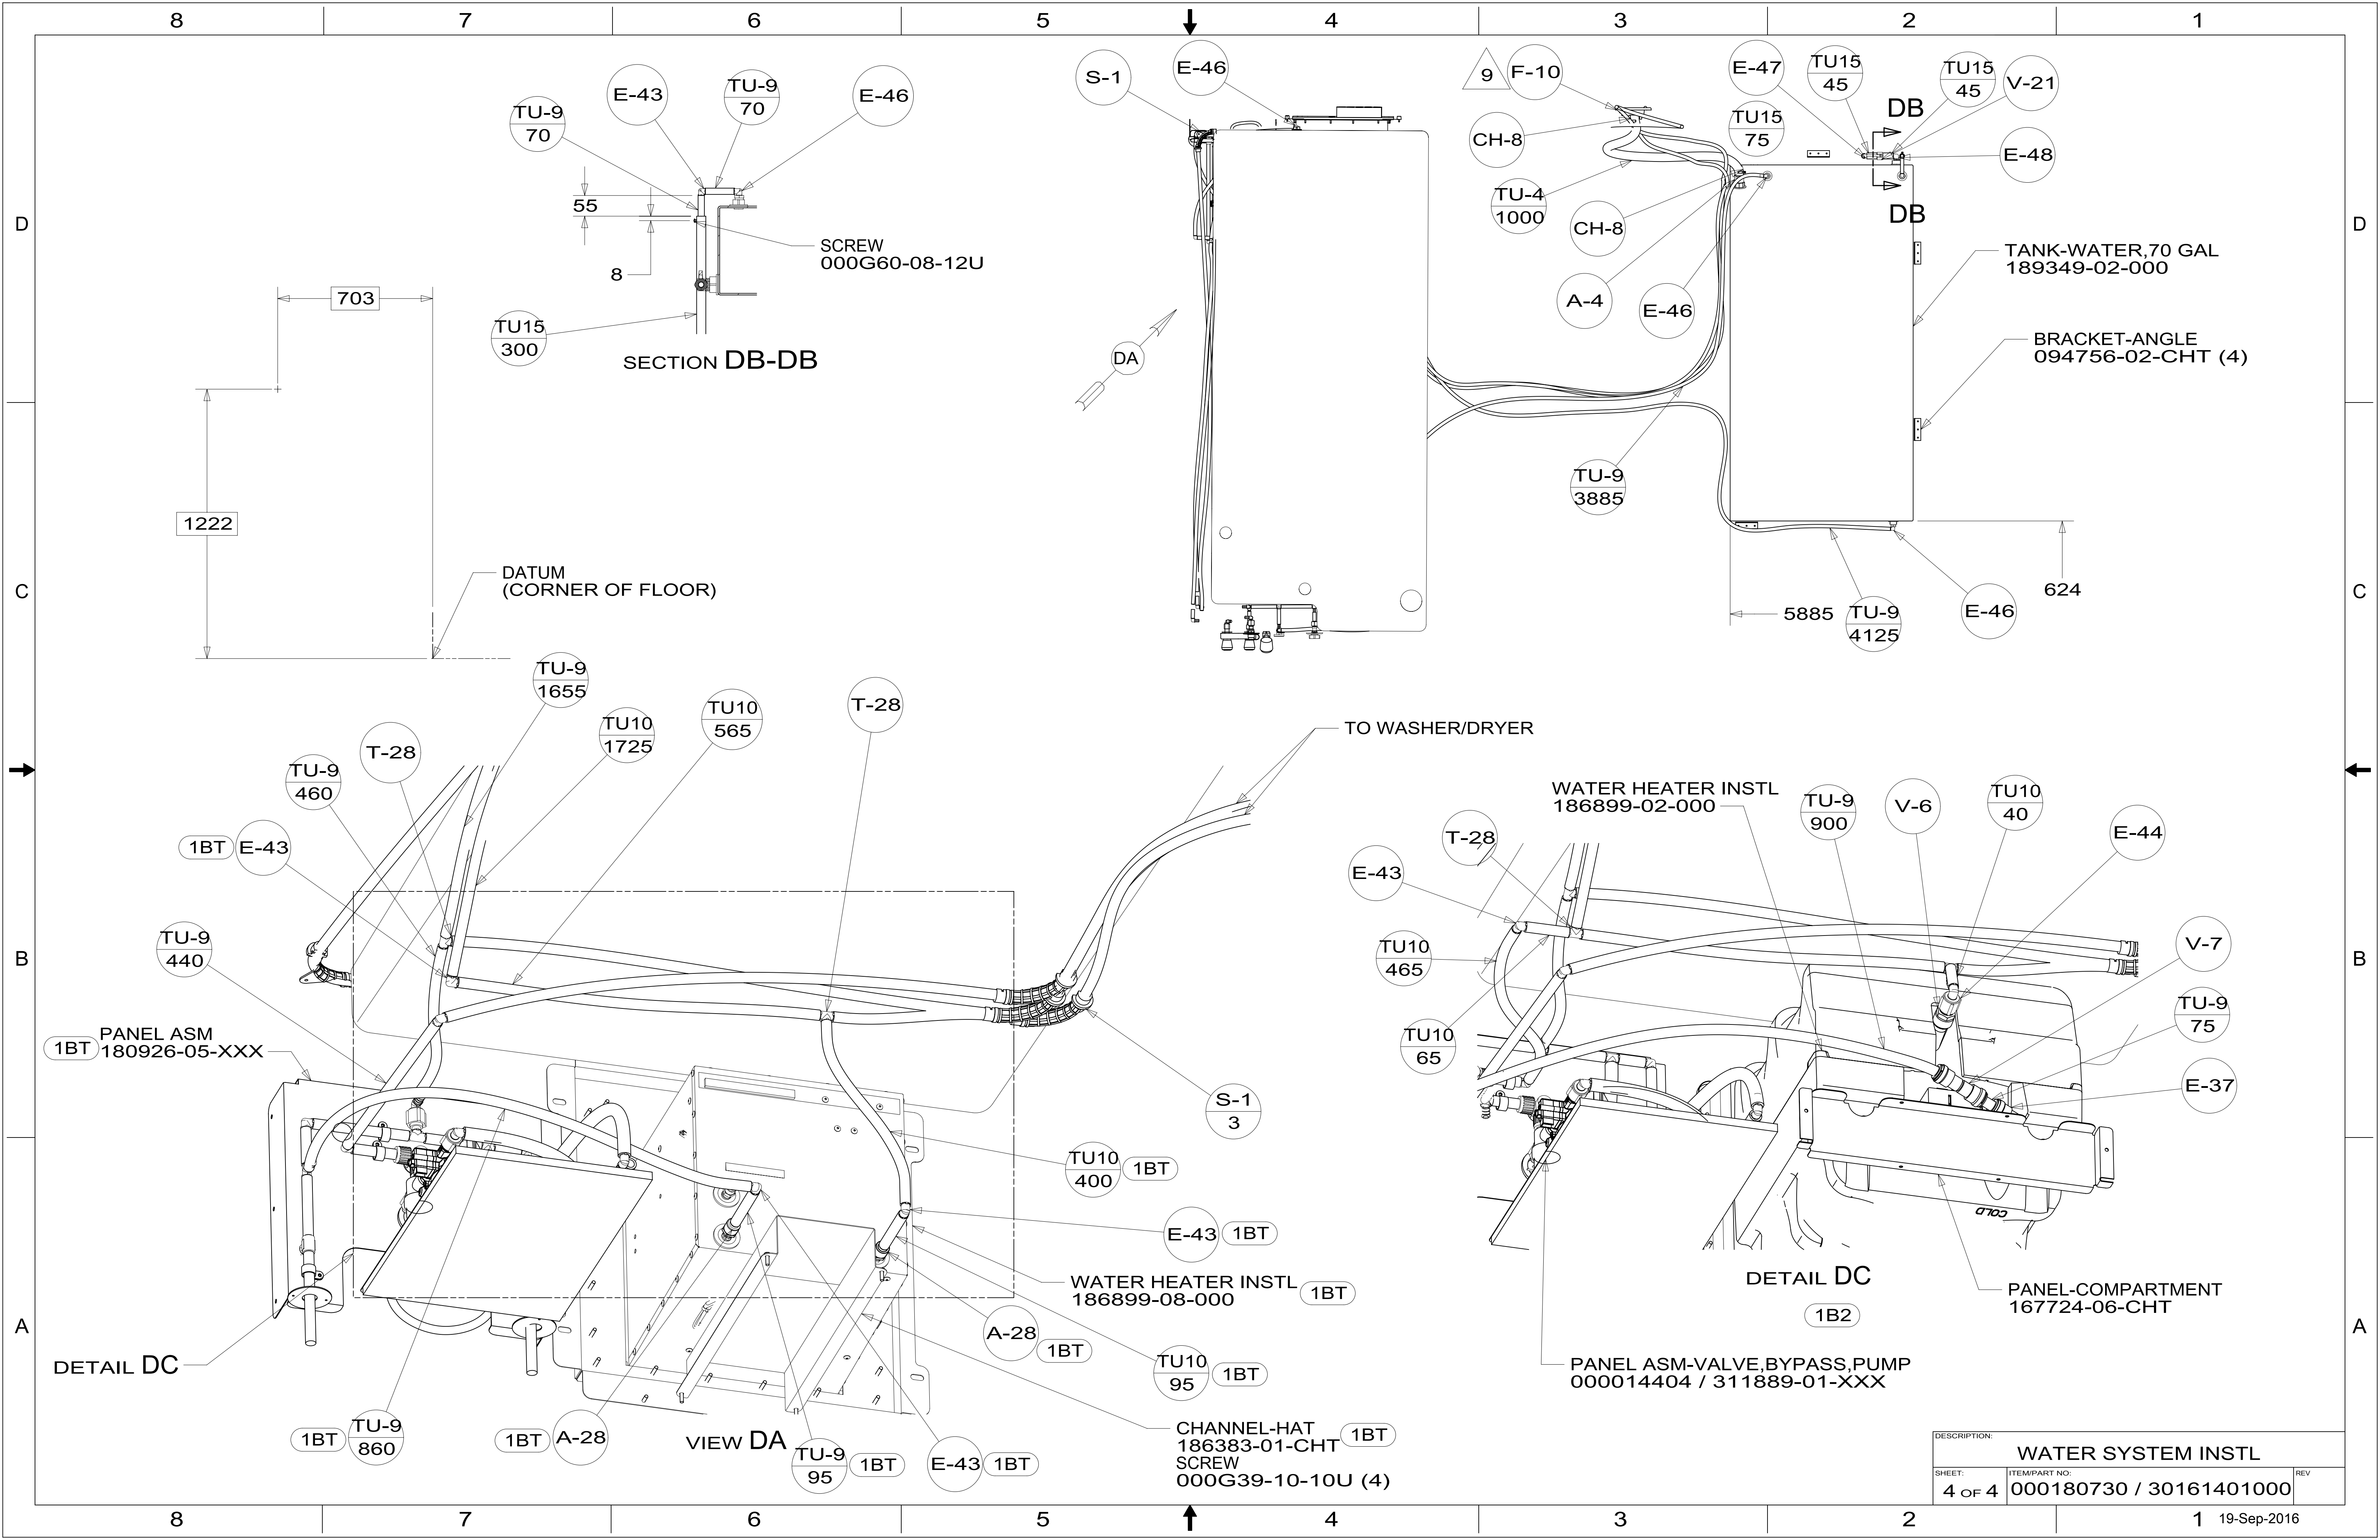 8 7 6 5 4 3 2 1
D
C
B
A
E-43
TU-9
70
E-46
TU-9
70
55
8
SCREW
000G60-08-12U
TU15
300
SECTION DB-DB
703
1222
DATUM
(CORNER OF FLOOR)
S-1
E-46
DA
9
F-10
CH-8
TU-4
1000
CH-8
A-4
E-46
TU15
75
E-47
TU15
45
TU15
45
V-21
DB
DB
E-48
TANK-WATER,70 GAL
189349-02-000
BRACKET-ANGLE
094756-02-CHT (4)
TU-9
3885
5885
TU-9
4125
E-46
624
TU-9
1655
TU10
1725
TU10
565
T-28
T-28
TU-9
460
1BT E-43
TU-9
440
1BT PANEL ASM
180926-05-XXX
TO WASHER/DRYER
S-1
3
TU10
400
1BT
E-43 1BT
WATER HEATER INSTL
186899-08-000
1BT
A-28
1BT
TU10
95
1BT
CHANNEL-HAT
186383-01-CHT
1BT
SCREW
000G39-10-10U (4)
DETAIL DC
1BT
TU-9
860
1BT A-28
VIEW DA
TU-9
95
1BT
E-43 1BT
WATER HEATER INSTL
186899-02-000
TU-9
900
V-6
TU10
40
E-44
T-28
E-43
TU10
465
TU10
65
V-7
TU-9
75
E-37
COLD
DETAIL DC
1B2
PANEL-COMPARTMENT
167724-06-CHT
PANEL ASM-VALVE,BYPASS,PUMP
000014404 / 311889-01-XXX
DESCRIPTION:
WATER SYSTEM INSTL
SHEET:
4 OF 4
ITEM/PART NO:
000180730 / 30161401000
REV
D
C
B
A
8 7 6 5 4 3 2 1
19-Sep-2016